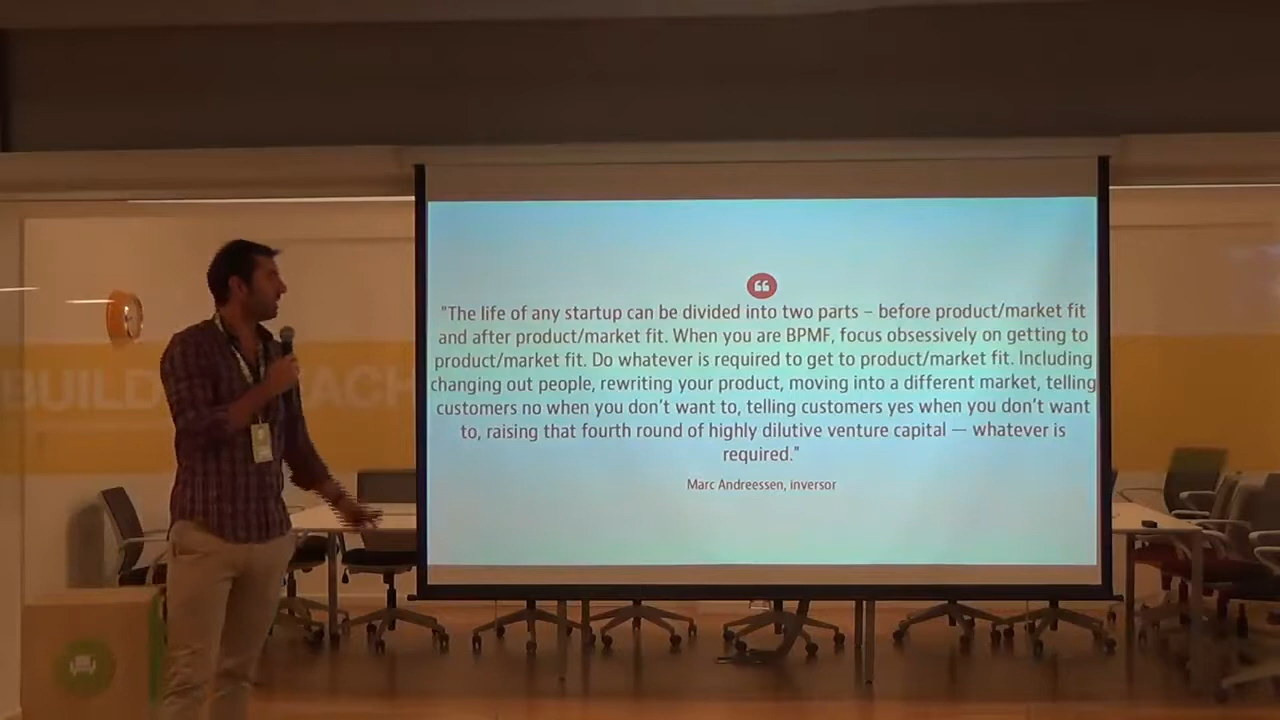 "The life of any startup can be divided into two parts – before product/market fit
and after product/market fit. When you are BPMF, focus obsessively on getting to
product/market fit. Do whatever is required to get to product/market fit. Including
changing out people, rewriting your product, moving into a different market, telling
customers no when you don't want to, telling customers yes when you don't want
to, raising that fourth round of highly dilutive venture capital — whatever is
required."
Marc Andreessen, inversor
BUILD